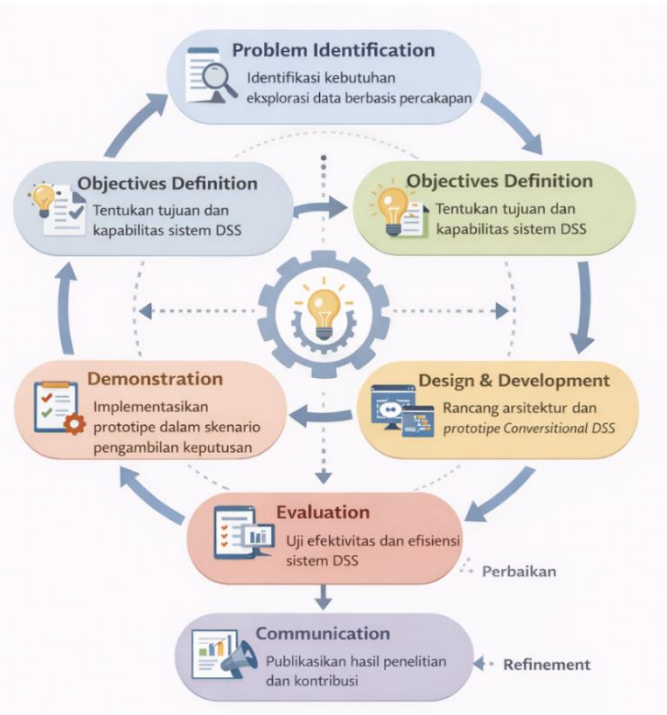 Problem Identification
Identifikasi kebutuhan
eksplorasi data berbasis percakapan
Objectives Definition
Tentukan tujuan dan
kapabilitas sistem DSS
Objectives Definition
Tentukan tujuan dan
kapabilitas sistem DSS
Demonstration
Implementasikan
prototipe dalam skenario
pengambilan keputusan
Design & Development
Rancang arsitektur dan
prototipe Conversitional DSS
Evaluation
Uji efektivitas dan efisiensi
sistem DSS
Perbaikan
Communication
Publikasikan hasil penelitian
dan kontribusi
Refinement